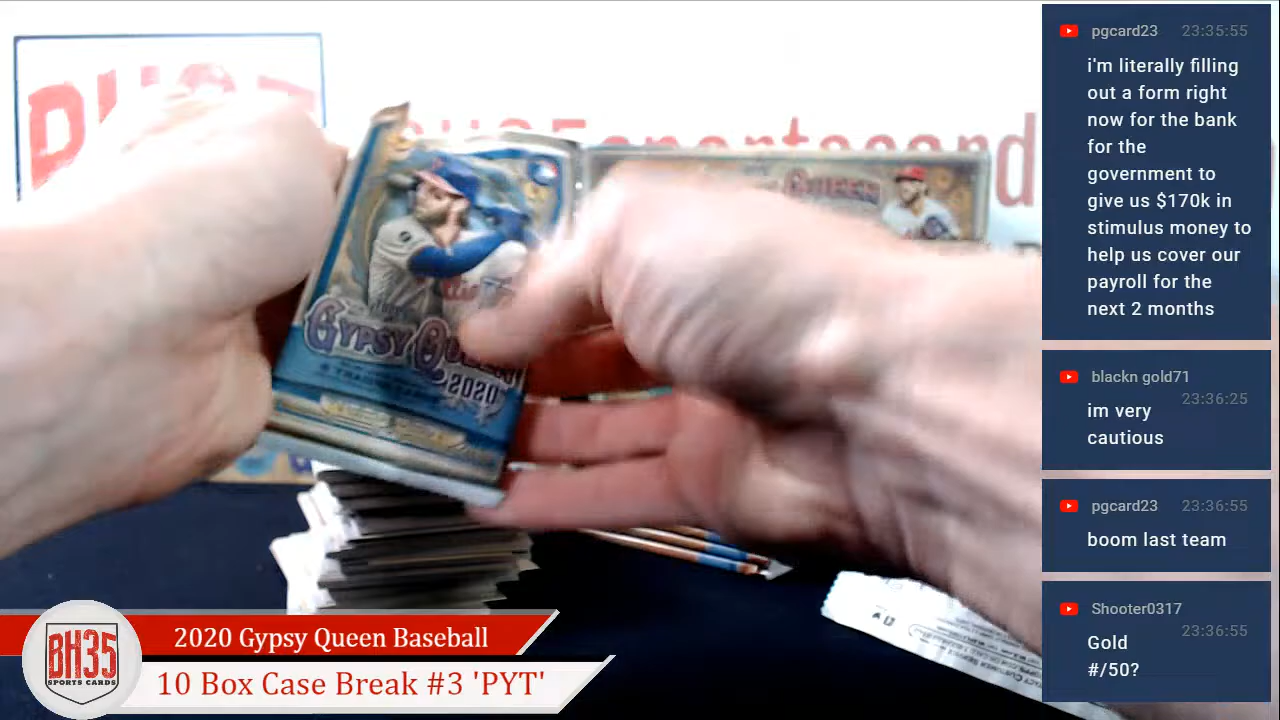 GYPSY QUEEN
2020
QUEEN
BH35
SPORTS CARDS
2020 Gypsy Queen Baseball
10 Box Case Break #3 'PYT'
pgcard23 23:35:55
i'm literally filling
out a form right
now for the bank
for the
government to
give us $170k in
stimulus money to
help us cover our
payroll for the
next 2 months
blackn gold71
23:36:25
im very
cautious
pgcard23 23:36:55
boom last team
Shooter0317
23:36:55
Gold
#/50?